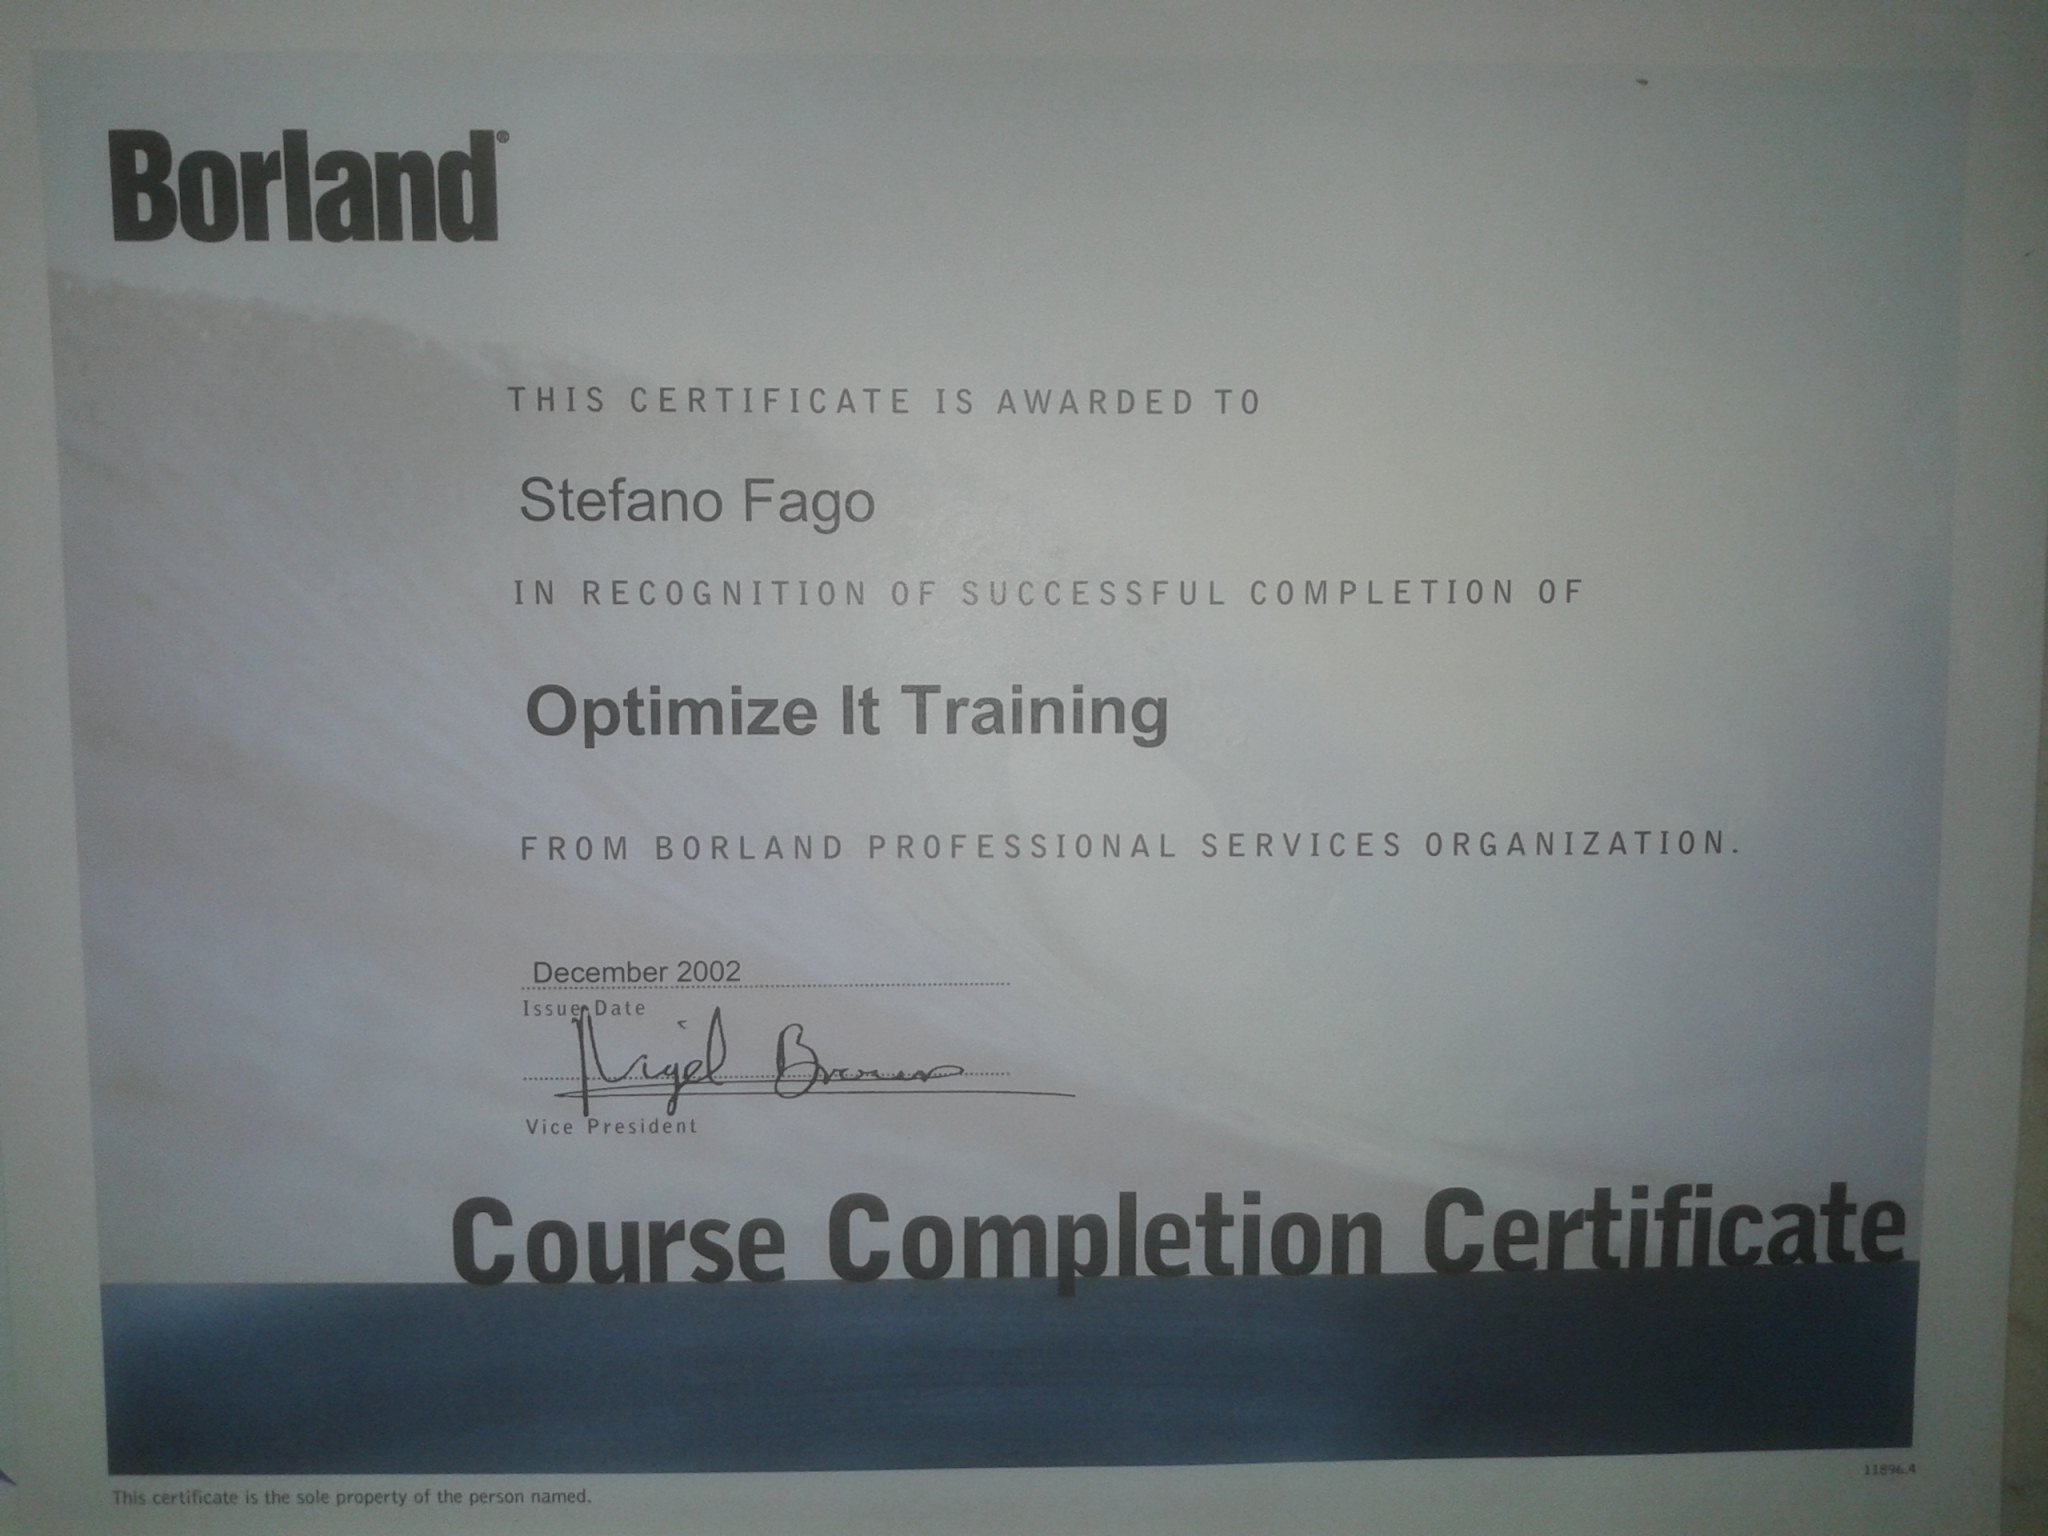 Borland®
THIS CERTIFICATE IS AWARDED TO
Stefano Fago
IN RECOGNITION OF SUCCESSFUL COMPLETION OF
Optimize It Training
FROM BORLAND PROFESSIONAL SERVICES ORGANIZATION.
December 2002
Issue Date
Nigel Brown
Vice President
Course Completion Certificate
11896.4
This certificate is the sole property of the person named.